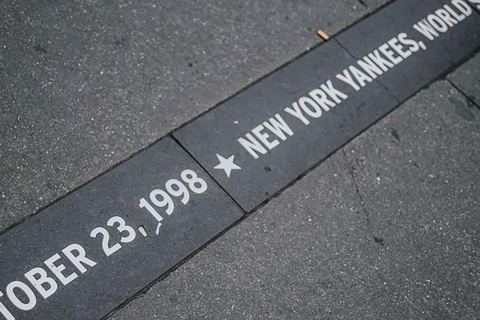 TOBER 23, 1998 ★ NEW YORK YANKEES, WORLD S